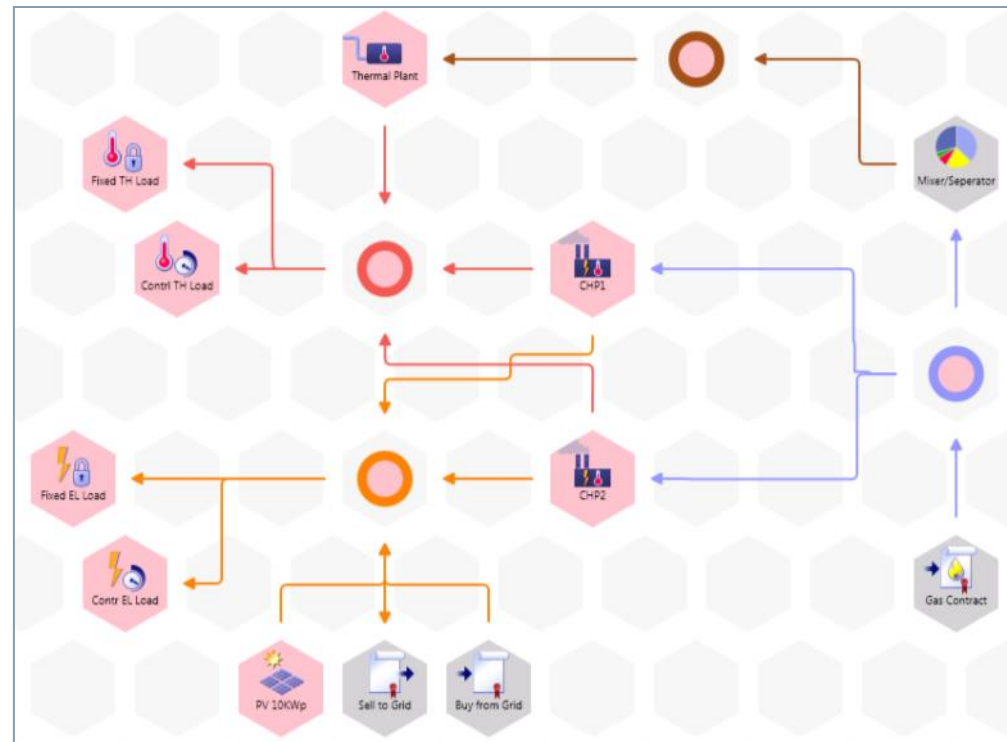 Thermal Plant
Fixed TH Load
Mixer/Seperator
Contrl TH Load
CHP1
Fixed EL Load
CHP2
Contr EL Load
Gas Contract
PV 10KWp
Sell to Grid
Buy from Grid